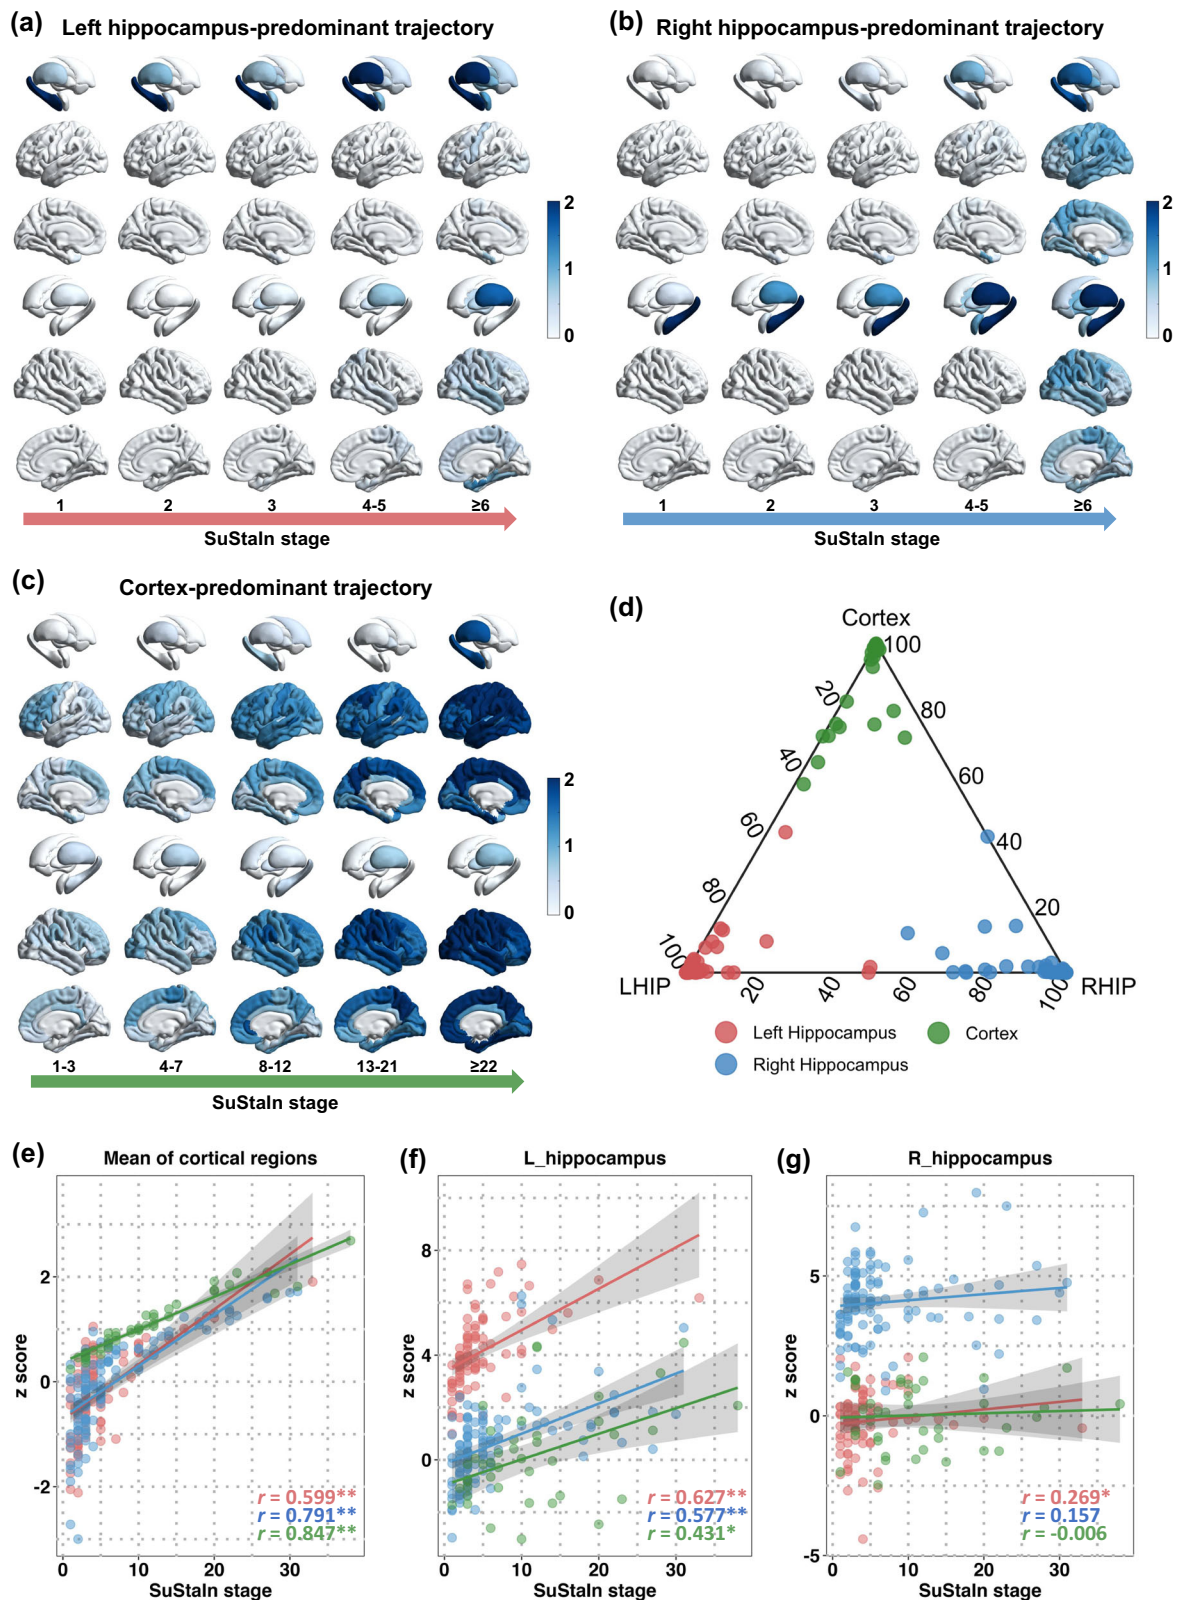 (a) Left hippocampus-predominant trajectory
2
1
0
1 2 3 4-5 ≥6
SuStaIn stage
(b) Right hippocampus-predominant trajectory
2
1
0
1 2 3 4-5 ≥6
SuStaIn stage
(c) Cortex-predominant trajectory
2
1
0
1-3 4-7 8-12 13-21 ≥22
SuStaIn stage
(d)
Cortex
100
20 80
40 60
60 40
80 20
100
LHIP 20 40 60 80 100 RHIP
Left Hippocampus Cortex
Right Hippocampus
(e) Mean of cortical regions
z score
2
0
-2
r = 0.599**
r = 0.791**
r = 0.847**
0 10 20 30
SuStaIn stage
(f) L_hippocampus
z score
8
4
0
r = 0.627**
r = 0.577**
r = 0.431*
0 10 20 30
SuStaIn stage
(g) R_hippocampus
z score
5
0
-5
r = 0.269*
r = 0.157
r = -0.006
0 10 20 30
SuStaIn stage